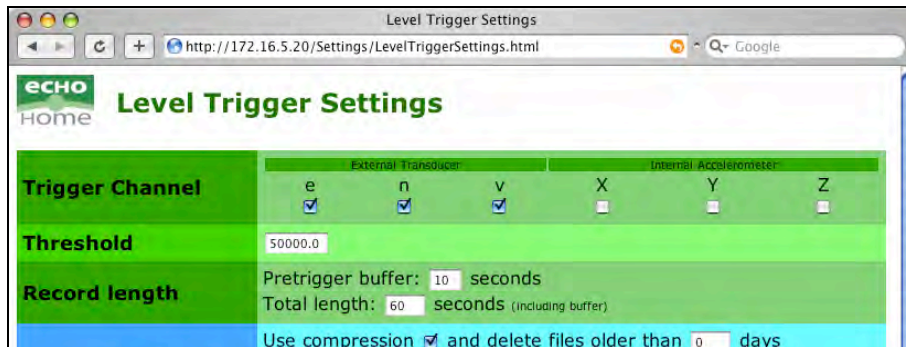 Level Trigger Settings
http://172.16.5.20/Settings/LevelTriggerSettings.html
Google
ecHo
Home
Level Trigger Settings
External Transducer
Internal Accelerometer
Trigger Channel
e n v X Y Z
Threshold
50000.0
Record length
Pretrigger buffer: 10 seconds
Total length: 60 seconds (including buffer)
Use compression and delete files older than 0 days